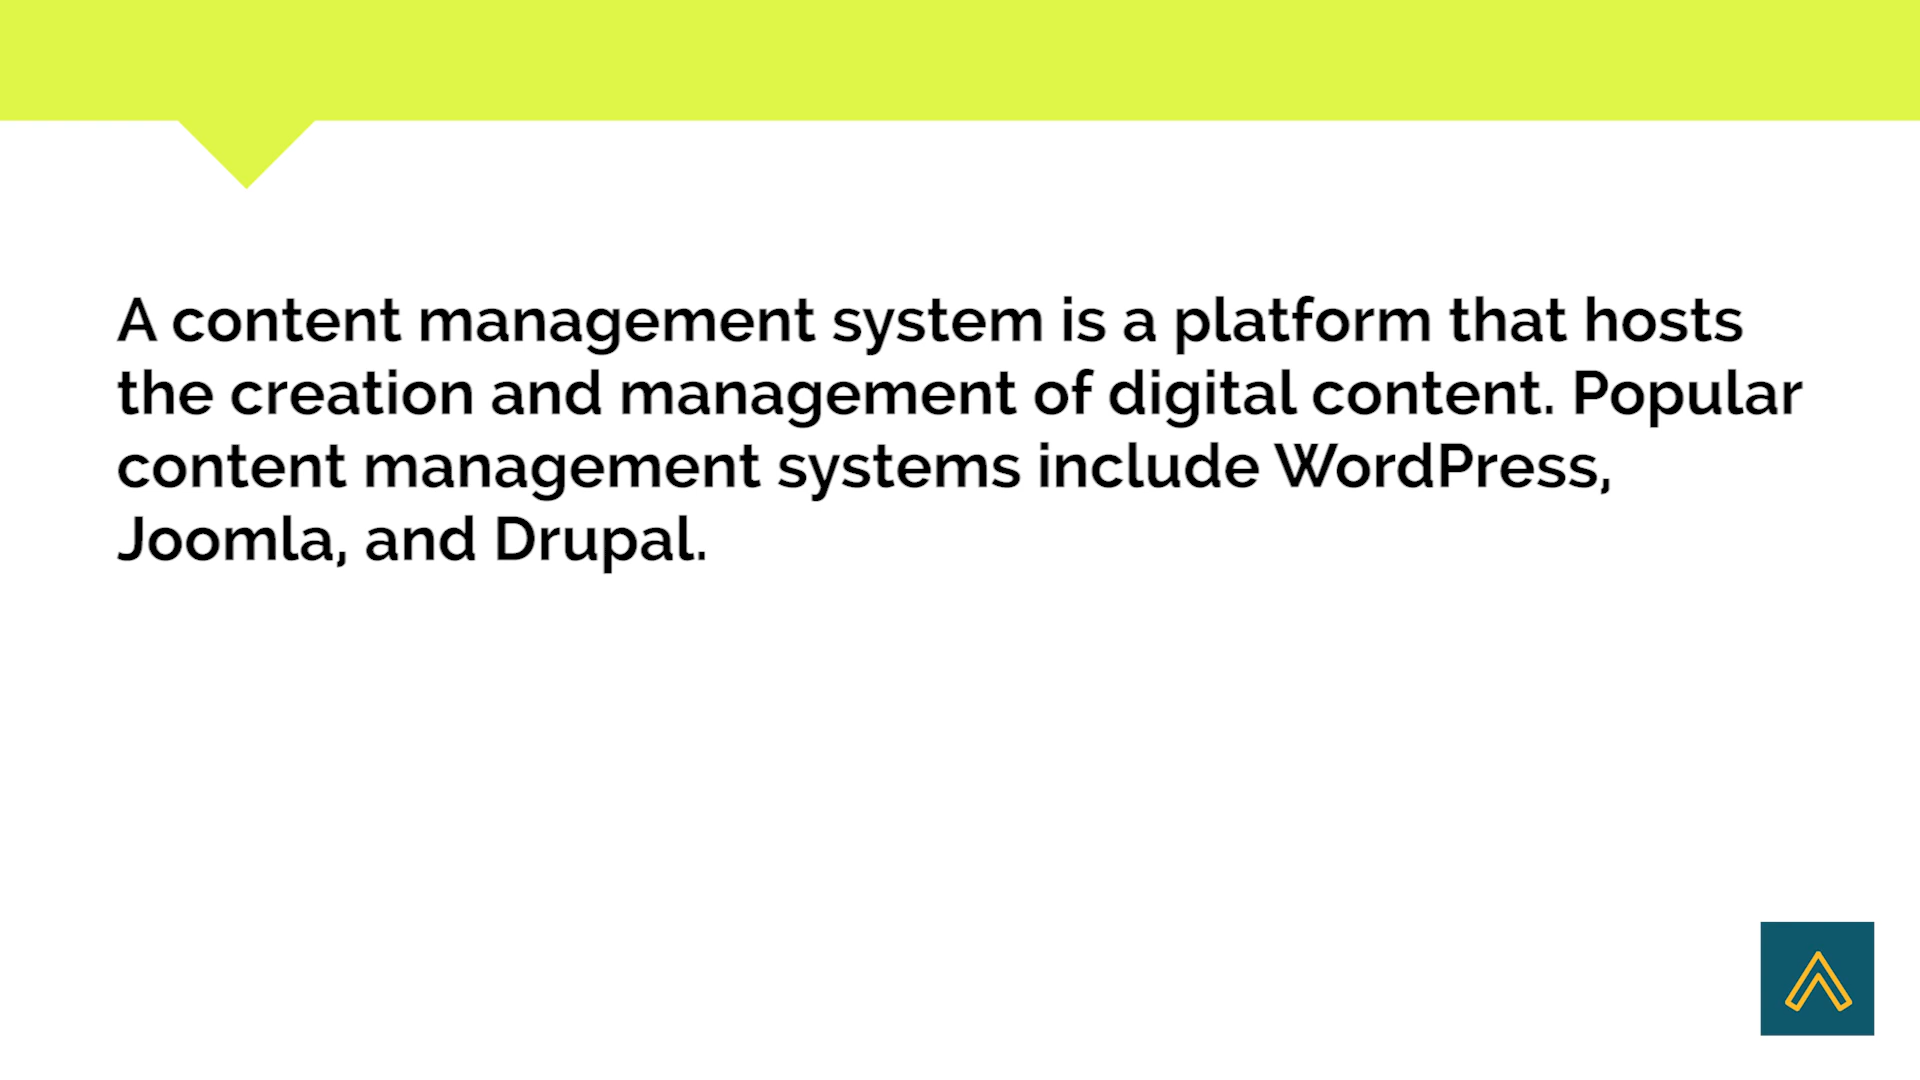 A content management system is a platform that hosts
the creation and management of digital content. Popular
content management systems include WordPress,
Joomla, and Drupal.